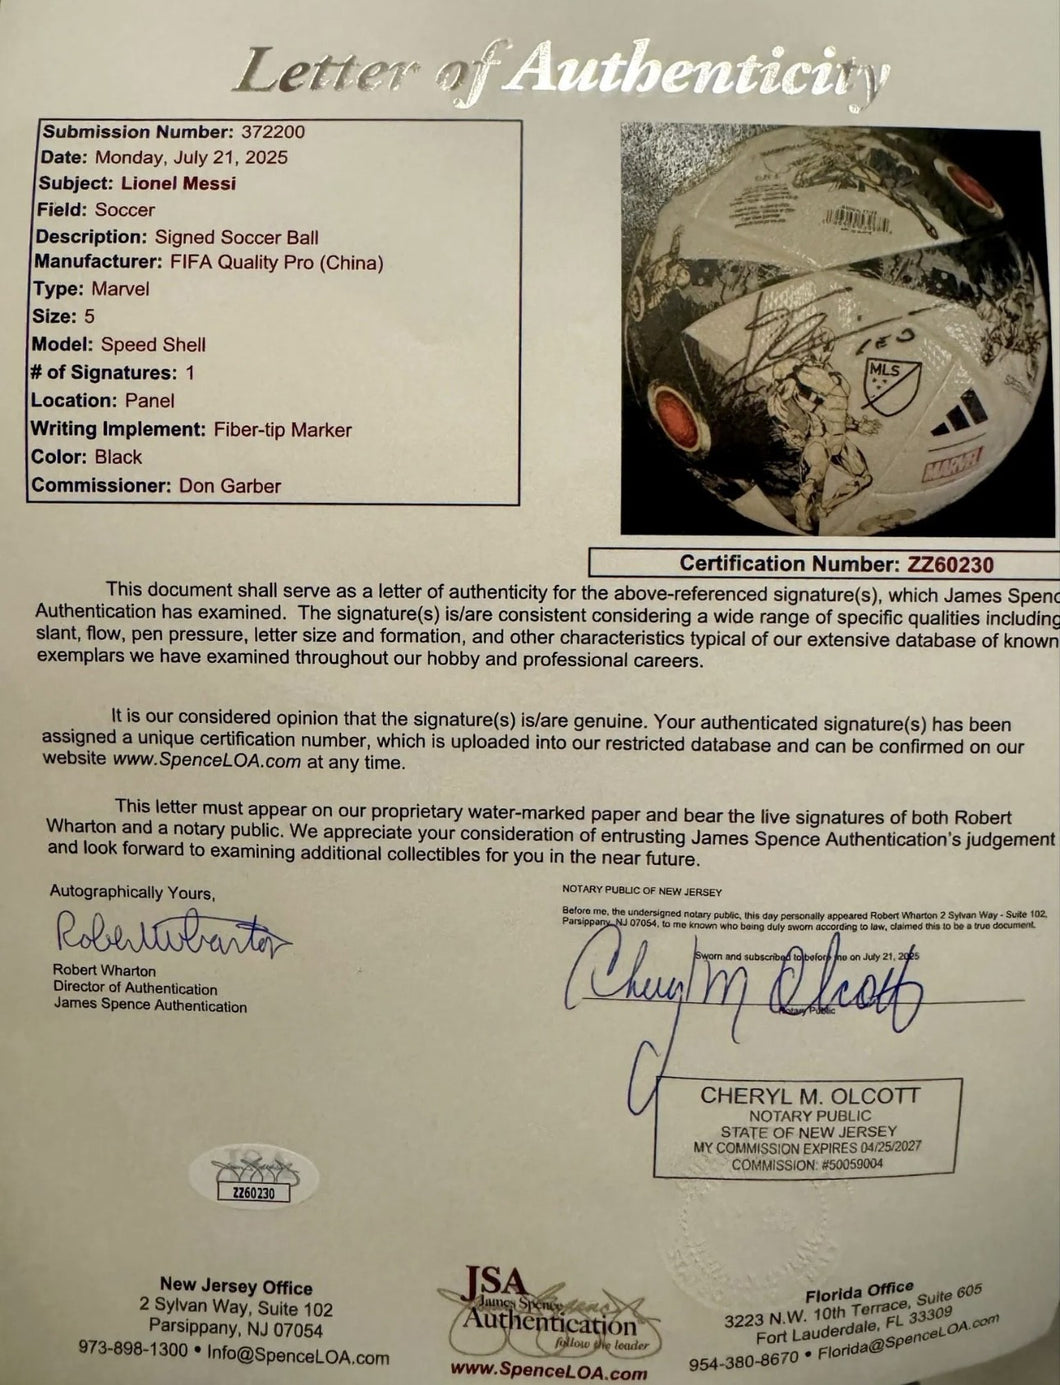 Letter of Authenticity
Submission Number: 372200
Date: Monday, July 21, 2025
Subject: Lionel Messi
Field: Soccer
Description: Signed Soccer Ball
Manufacturer: FIFA Quality Pro (China)
Type: Marvel
Size: 5
Model: Speed Shell
# of Signatures: 1
Location: Panel
Writing Implement: Fiber-tip Marker
Color: Black
Commissioner: Don Garber
LEO
MLS
MARVEL
Certification Number: ZZ60230
This document shall serve as a letter of authenticity for the above-referenced signature(s), which James Spenc
Authentication has examined. The signature(s) is/are consistent considering a wide range of specific qualities including
slant, flow, pen pressure, letter size and formation, and other characteristics typical of our extensive database of known
exemplars we have examined throughout our hobby and professional careers.
It is our considered opinion that the signature(s) is/are genuine. Your authenticated signature(s) has been
assigned a unique certification number, which is uploaded into our restricted database and can be confirmed on our
website www.SpenceLOA.com at any time.
This letter must appear on our proprietary water-marked paper and bear the live signatures of both Robert
Wharton and a notary public. We appreciate your consideration of entrusting James Spence Authentication's judgement
and look forward to examining additional collectibles for you in the near future.
Autographically Yours,
Robert Wharton
Robert Wharton
Director of Authentication
James Spence Authentication
NOTARY PUBLIC OF NEW JERSEY
Before me, the undersigned notary public, this day personally appeared Robert Wharton 2 Sylvan Way - Suite 102,
Parsippany, NJ 07054, to me known who being duly sworn according to law, claimed this to be a true document.
Sworn and subscribed to before me on July 21, 2025
Cheryl M Olcott
Notary Public
CHERYL M. OLCOTT
NOTARY PUBLIC
STATE OF NEW JERSEY
MY COMMISSION EXPIRES 04/25/2027
COMMISSION: #50059004
JSA
ZZ60230
New Jersey Office
2 Sylvan Way, Suite 102
Parsippany, NJ 07054
973-898-1300 • Info@SpenceLOA.com
JSA
James Spence
Authentication
follow the leader
www.SpenceLOA.com
Florida Office
3223 N.W. 10th Terrace, Suite 605
Fort Lauderdale, FL 33309
954-380-8670 • Florida@SpenceLOA.com